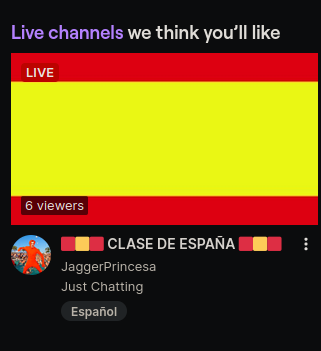 Live channels we think you’ll like
LIVE
6 viewers
🟥🟨🟥 CLASE DE ESPAÑA 🟥🟨🟥
JaggerPrincesa
Just Chatting
Español